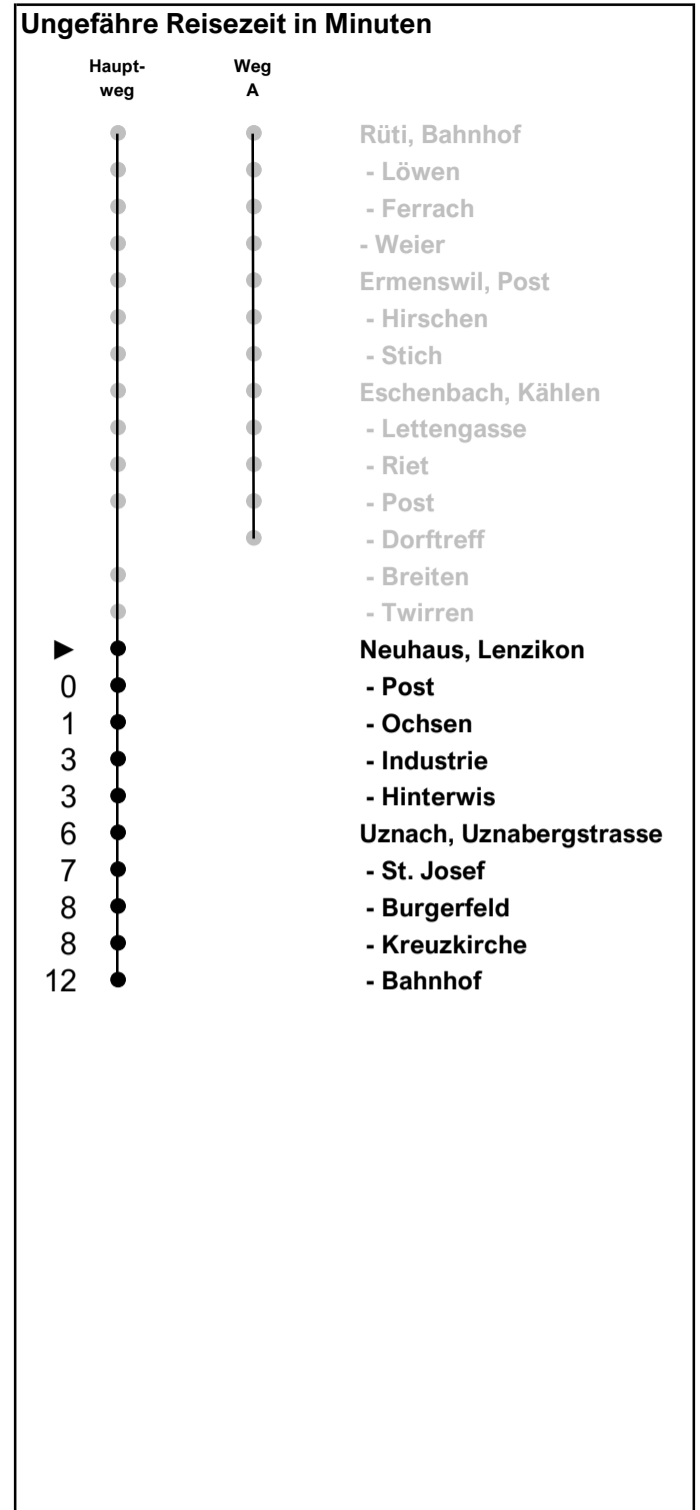 Ungefähre Reisezeit in Minuten
Haupt-
weg
Weg
A
Rüti, Bahnhof
- Löwen
- Ferrach
- Weier
Ermenswil, Post
- Hirschen
- Stich
Eschenbach, Kählen
- Lettengasse
- Riet
- Post
- Dorftreff
- Breiten
- Twirren
► Neuhaus, Lenzikon
0 - Post
1 - Ochsen
3 - Industrie
3 - Hinterwis
6 Uznach, Uznabergstrasse
7 - St. Josef
8 - Burgerfeld
8 - Kreuzkirche
12 - Bahnhof